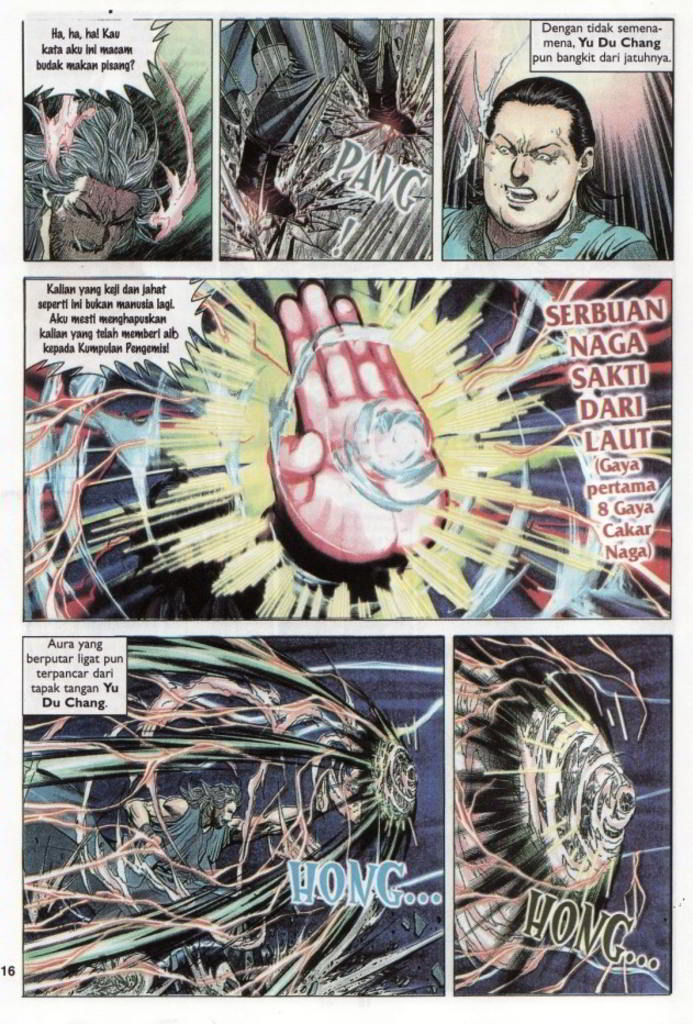 Ha, ha, ha! Kau
kata aku ini macam
budak makan pisang?
PANG
!
Dengan tidak semena-
mena, Yu Du Chang
pun bangkit dari jatuhnya.
Kalian yang keji dan jahat
seperti ini bukan manusia lagi.
Aku mesti menghapuskan
kalian yang telah memberi aib
kepada Kumpulan Pengemis!
SERBUAN
NAGA
SAKTI
DARI
LAUT
(Gaya
pertama
8 Gaya
Cakar
Naga)
Aura yang
berputar ligat pun
terpancar dari
tapak tangan Yu
Du Chang.
HONG...
HONG...
16